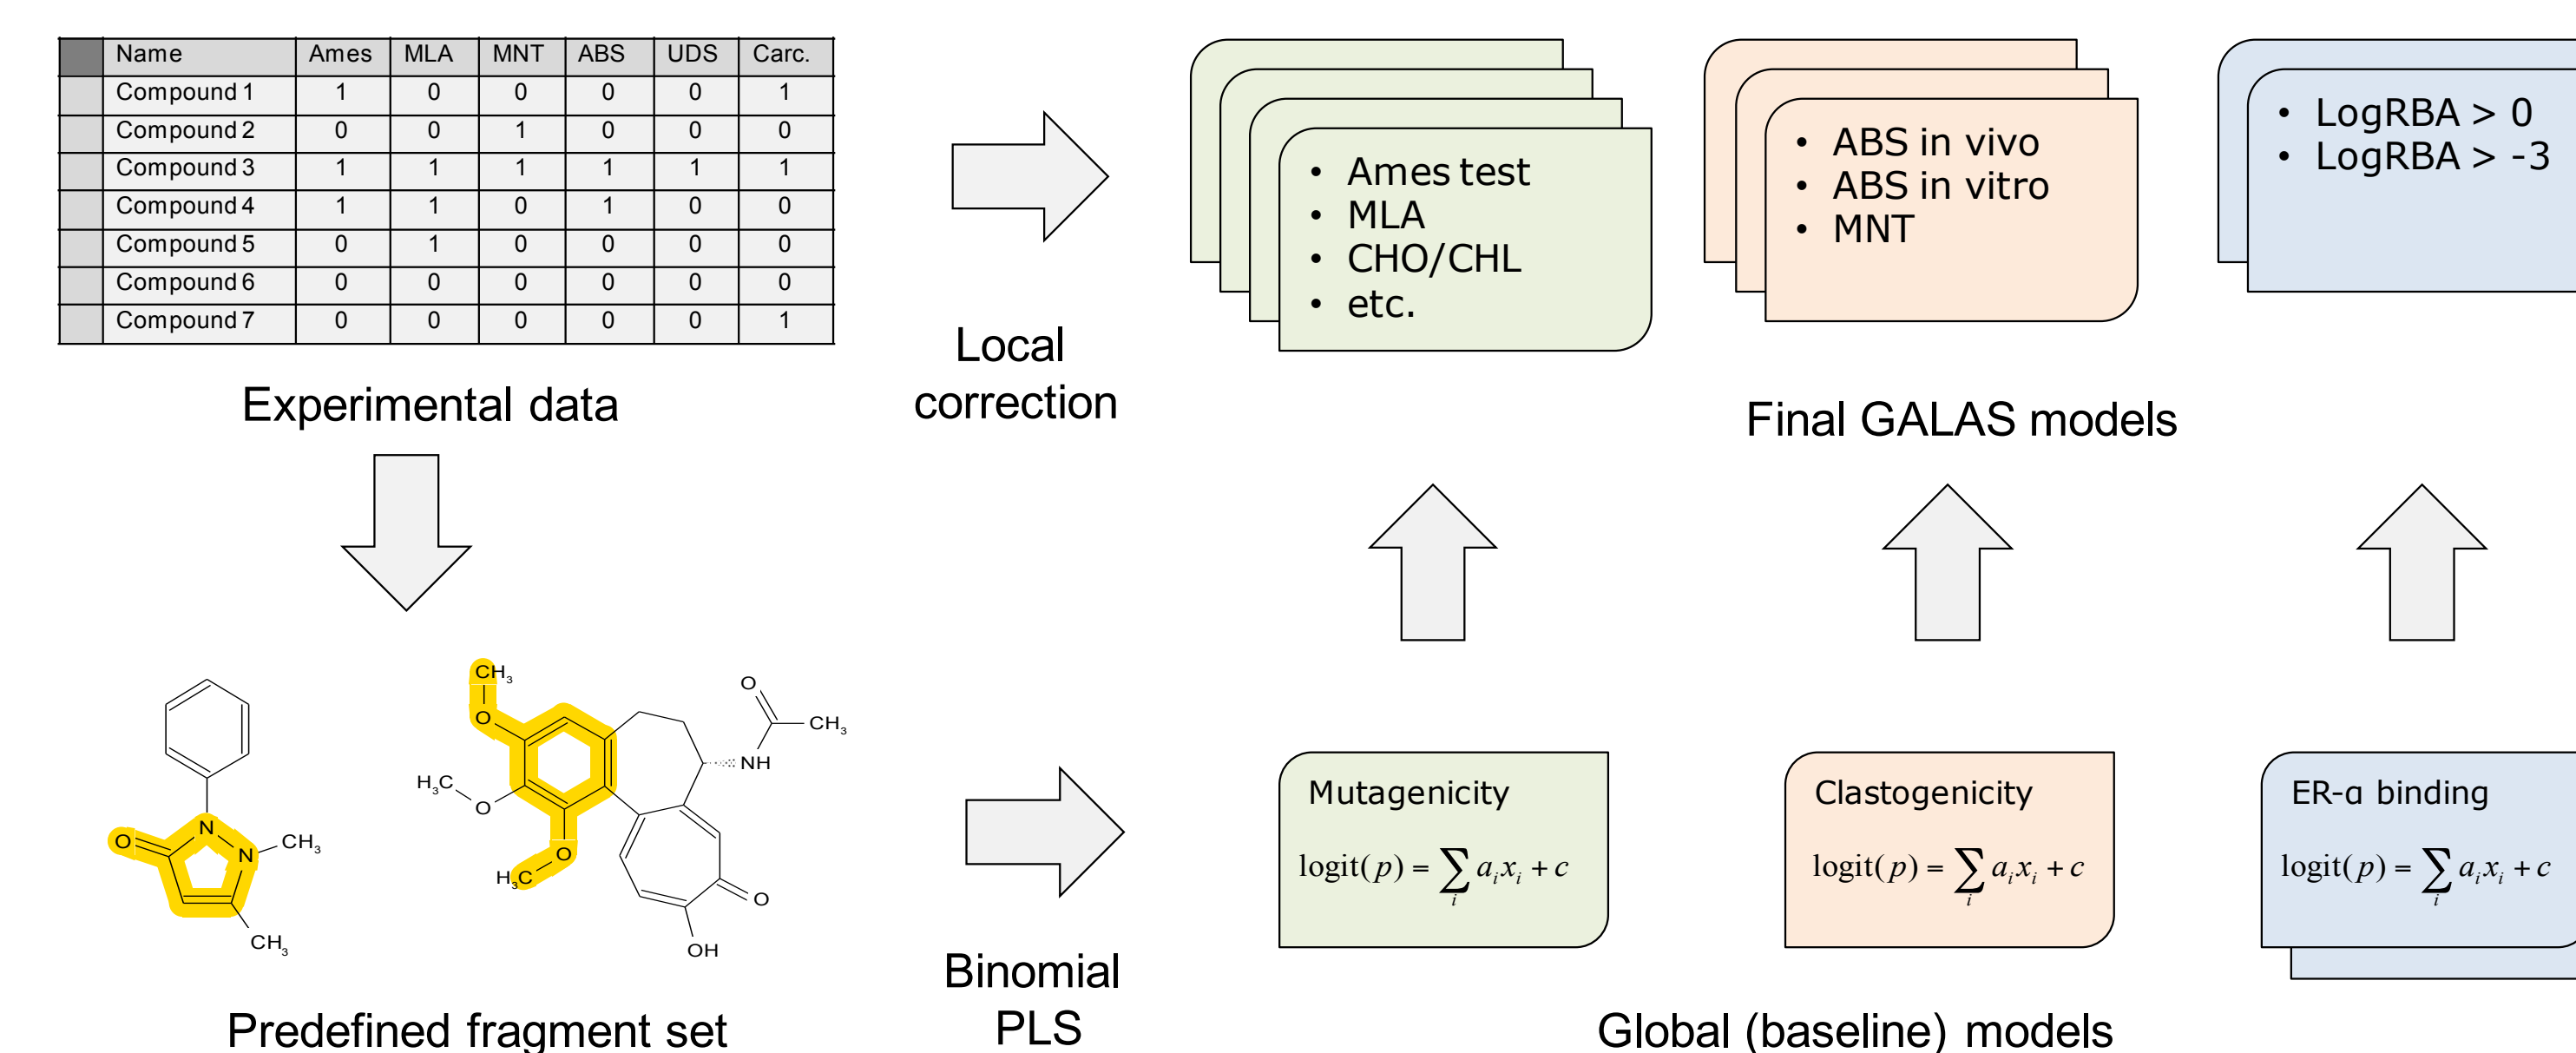 Name Ames MLA MNT ABS UDS Carc.
Compound 1 1 0 0 0 0 1
Compound 2 0 0 1 0 0 0
Compound 3 1 1 1 1 1 1
Compound 4 1 1 0 1 0 0
Compound 5 0 1 0 0 0 0
Compound 6 0 0 0 0 0 0
Compound 7 0 0 0 0 0 1
Experimental data
Local
correction
• Ames test
• MLA
• CHO/CHL
• etc.
• ABS in vivo
• ABS in vitro
• MNT
• LogRBA > 0
• LogRBA > -3
Final GALAS models
O
N
N
CH₃
CH₃
CH₃
O
H₃C
O
H₃C
O
O
CH₃
NH
O
OH
Predefined fragment set
Binomial
PLS
Mutagenicity
logit(p) = ∑ᵢ aᵢxᵢ + c
Clastogenicity
logit(p) = ∑ᵢ aᵢxᵢ + c
ER-α binding
logit(p) = ∑ᵢ aᵢxᵢ + c
Global (baseline) models